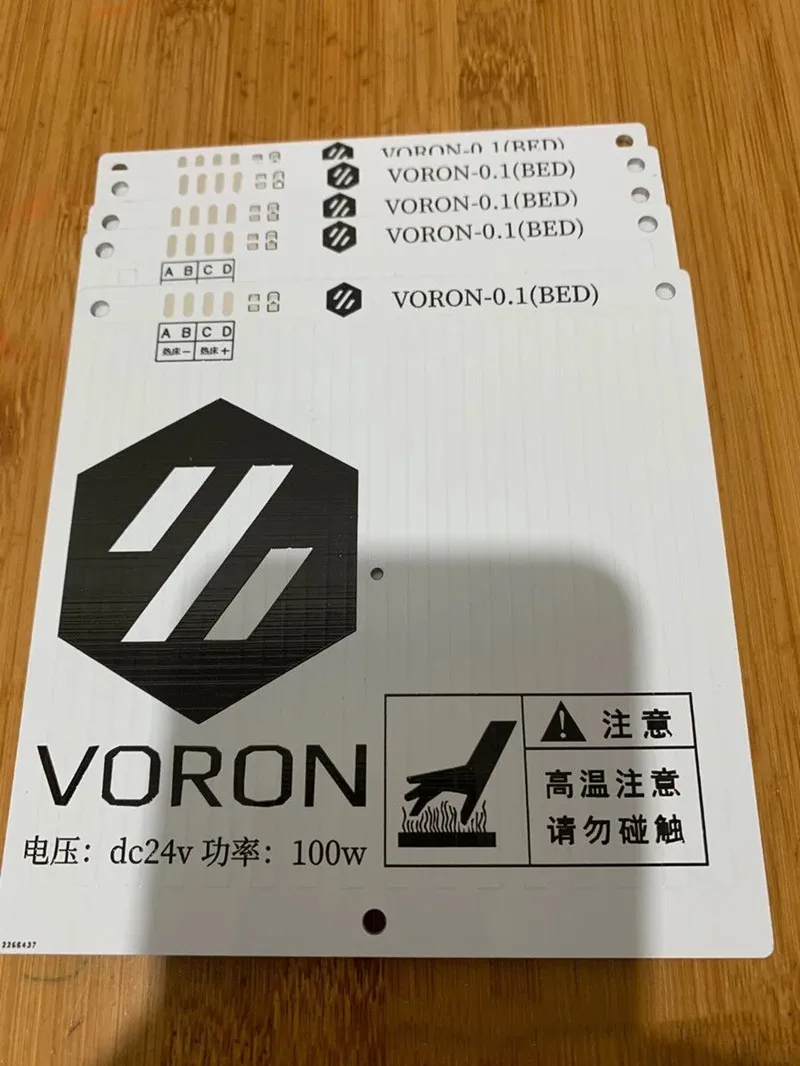 VORON-0.1(BED)
VORON-0.1(BED)
VORON-0.1(BED)
VORON-0.1(BED)
A B C D
VORON-0.1(BED)
A B C D
热床- 热床+
VORON
电压：dc24v 功率：100w
注意
高温注意
请勿碰触
2366437